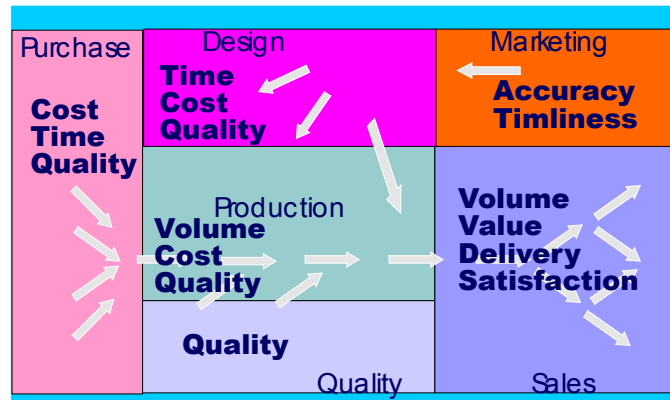 Purchase
Cost
Time
Quality
Design
Time
Cost
Quality
Marketing
Accuracy
Timliness
Production
Volume
Cost
Quality
Volume
Value
Delivery
Satisfaction
Quality
Quality
Sales